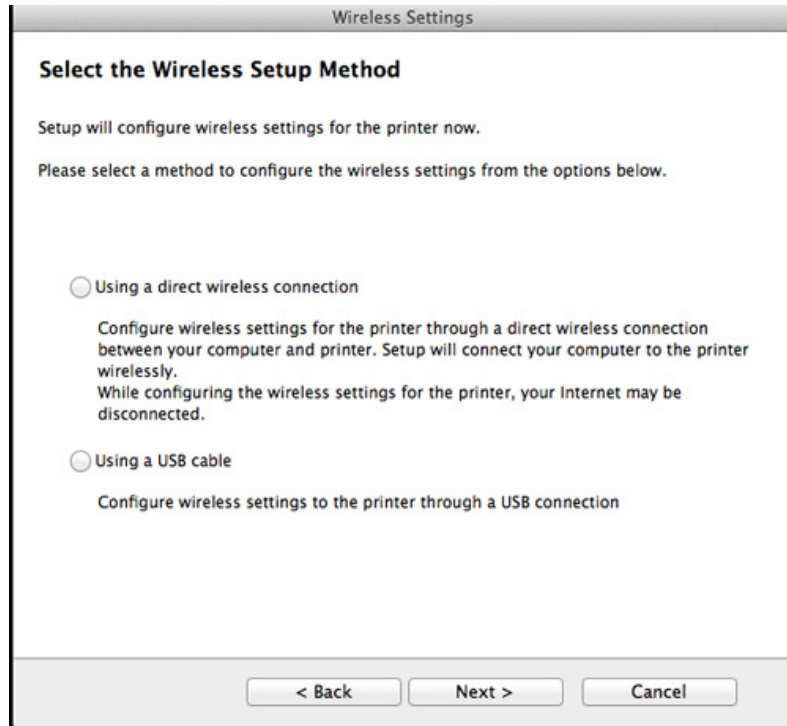 Wireless Settings
Select the Wireless Setup Method
Setup will configure wireless settings for the printer now.
Please select a method to configure the wireless settings from the options below.
Using a direct wireless connection
Configure wireless settings for the printer through a direct wireless connection
between your computer and printer. Setup will connect your computer to the printer
wirelessly.
While configuring the wireless settings for the printer, your Internet may be
disconnected.
Using a USB cable
Configure wireless settings to the printer through a USB connection
< Back Next > Cancel